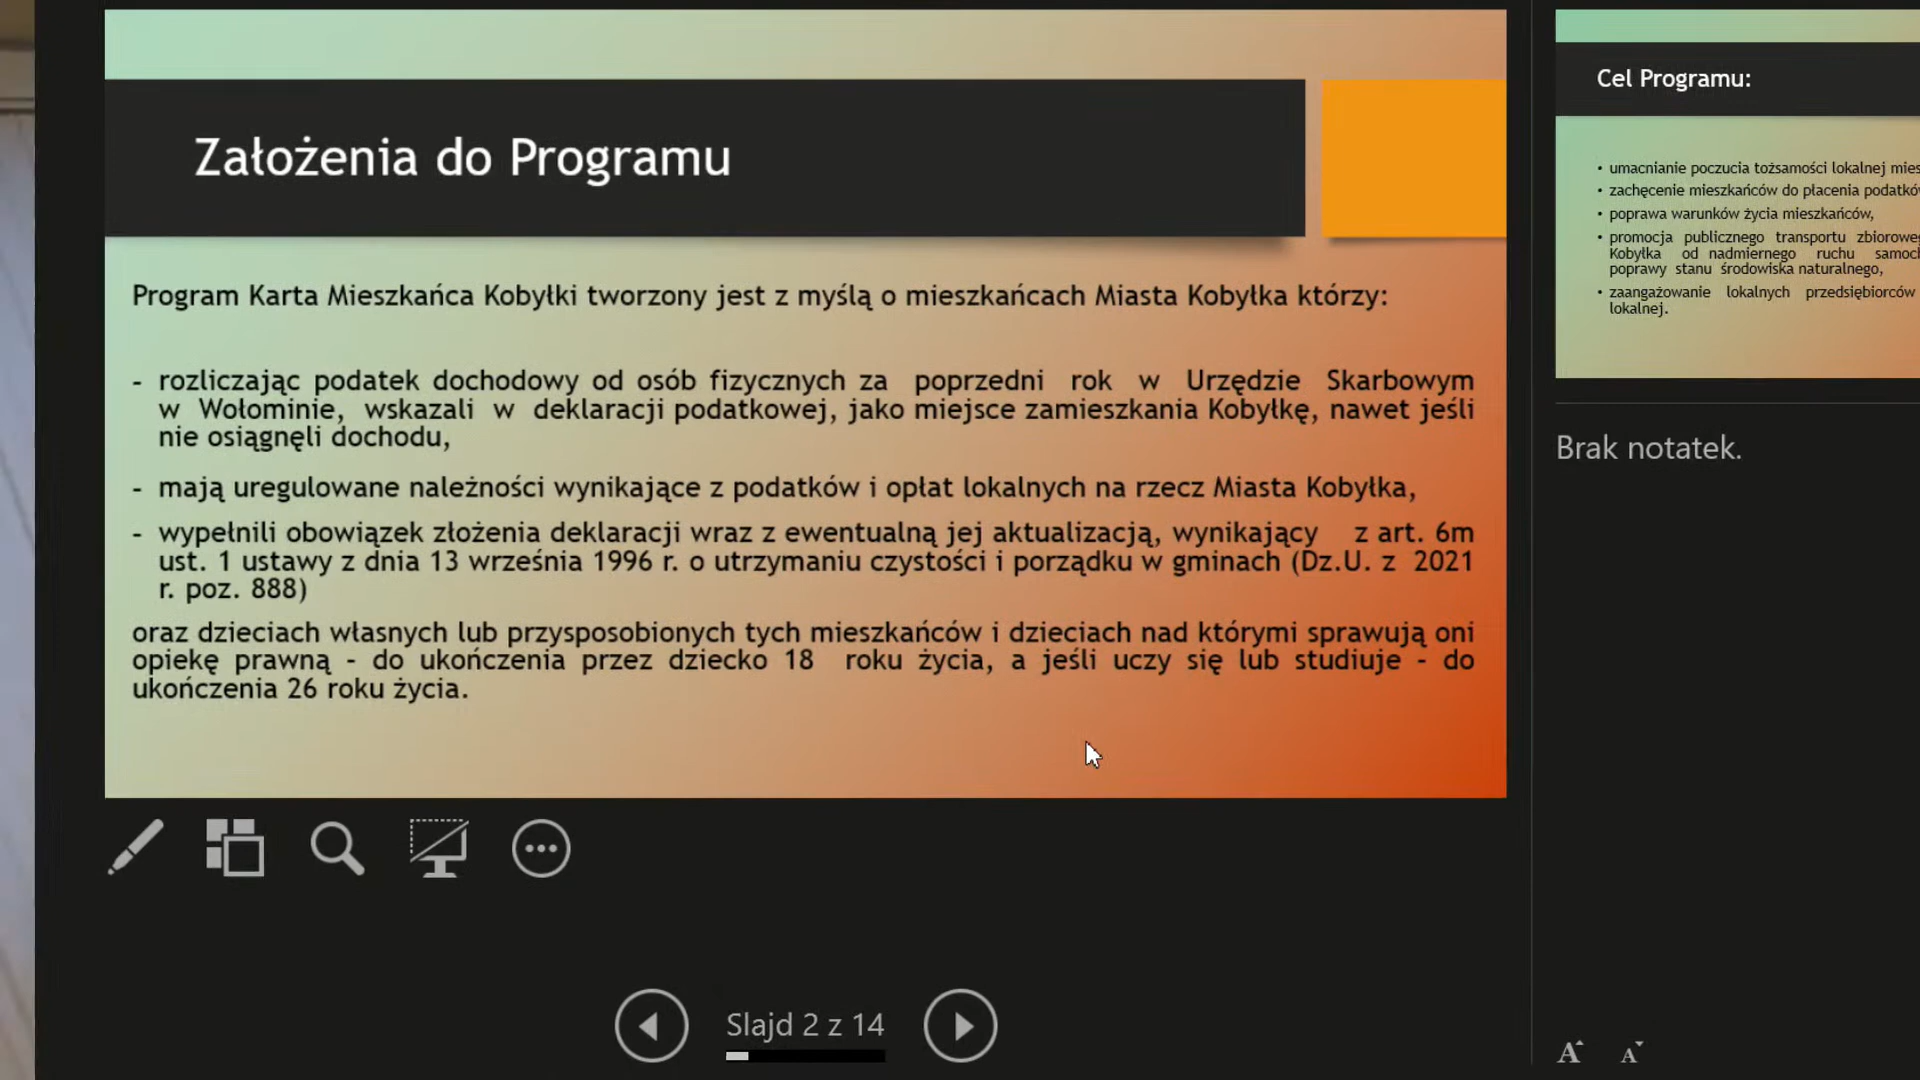 Założenia do Programu
Program Karta Mieszkańca Kobyłki tworzony jest z myślą o mieszkańcach Miasta Kobyłka którzy:
- rozliczając podatek dochodowy od osób fizycznych za poprzedni rok w Urzędzie Skarbowym
w Wołominie, wskazali w deklaracji podatkowej, jako miejsce zamieszkania Kobyłkę, nawet jeśli
nie osiągnęli dochodu,
- mają uregulowane należności wynikające z podatków i opłat lokalnych na rzecz Miasta Kobyłka,
- wypełnili obowiązek złożenia deklaracji wraz z ewentualną jej aktualizacją, wynikający z art. 6m
ust. 1 ustawy z dnia 13 września 1996 r. o utrzymaniu czystości i porządku w gminach (Dz.U. z 2021
r. poz. 888)
oraz dzieciach własnych lub przysposobionych tych mieszkańców i dzieciach nad którymi sprawują oni
opiekę prawną - do ukończenia przez dziecko 18 roku życia, a jeśli uczy się lub studiuje - do
ukończenia 26 roku życia.
Slajd 2 z 14
Cel Programu:
• umacnianie poczucia tożsamości lokalnej
• zachęcenie mieszkańców do płacenia
• poprawa warunków życia mieszkańców,
• promocja publicznego transportu
Kobyłka od nadmiernego ruchu
poprawy stanu środowiska naturalnego,
• zaangażowanie lokalnych przedsiębiorców
lokalnej.
Brak notatek.
A A